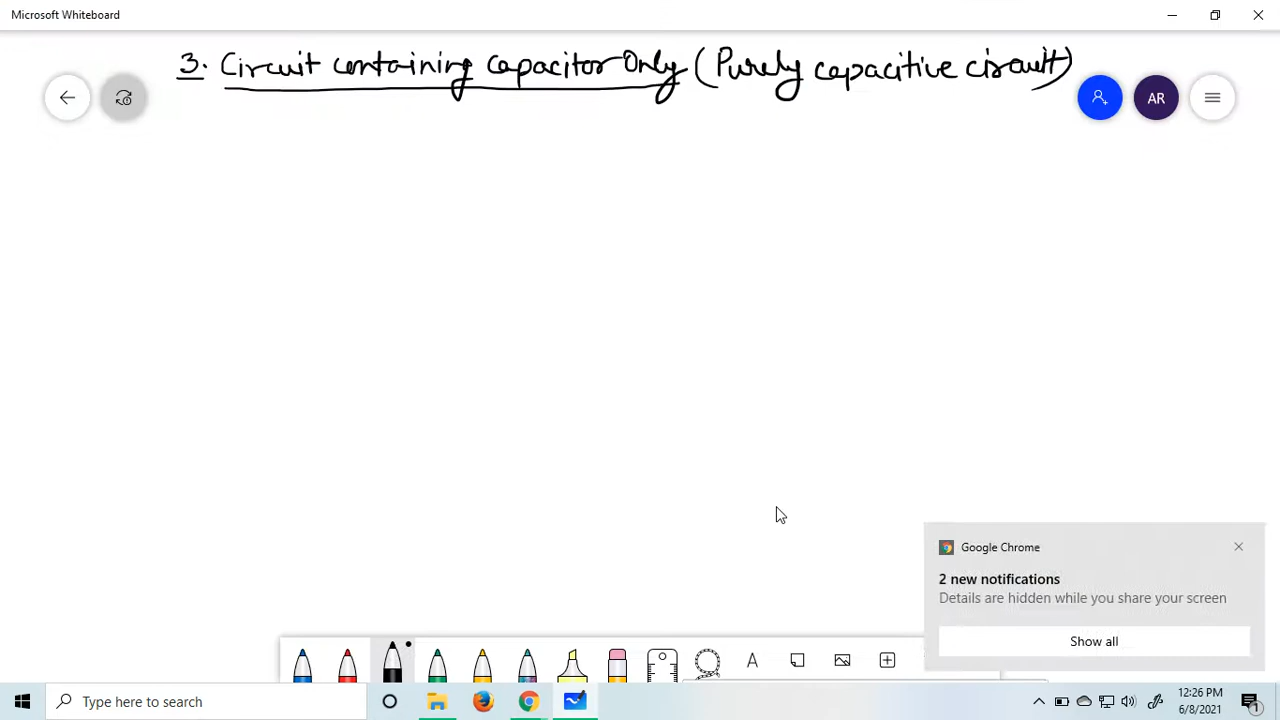 Microsoft Whiteboard
3. Circuit containing capacitor Only (Purely capacitive circuit)
AR
Google Chrome
2 new notifications
Details are hidden while you share your screen
Show all
A
Type here to search
12:26 PM
6/8/2021
1